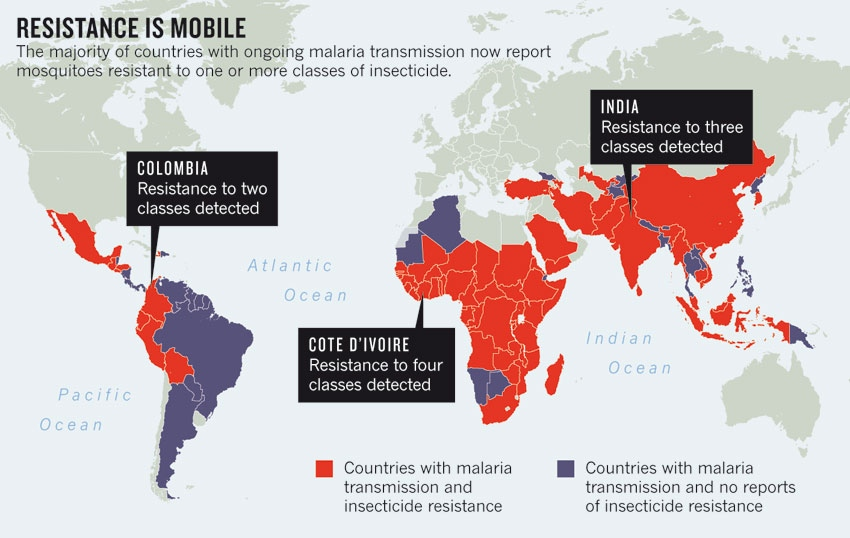 RESISTANCE IS MOBILE
The majority of countries with ongoing malaria transmission now report
mosquitoes resistant to one or more classes of insecticide.
INDIA
Resistance to three
classes detected
COLOMBIA
Resistance to two
classes detected
Atlantic
Ocean
COTE D'IVOIRE
Resistance to four
classes detected
Indian
Ocean
Pacific
Ocean
Countries with malaria
transmission and
insecticide resistance
Countries with malaria
transmission and no reports
of insecticide resistance